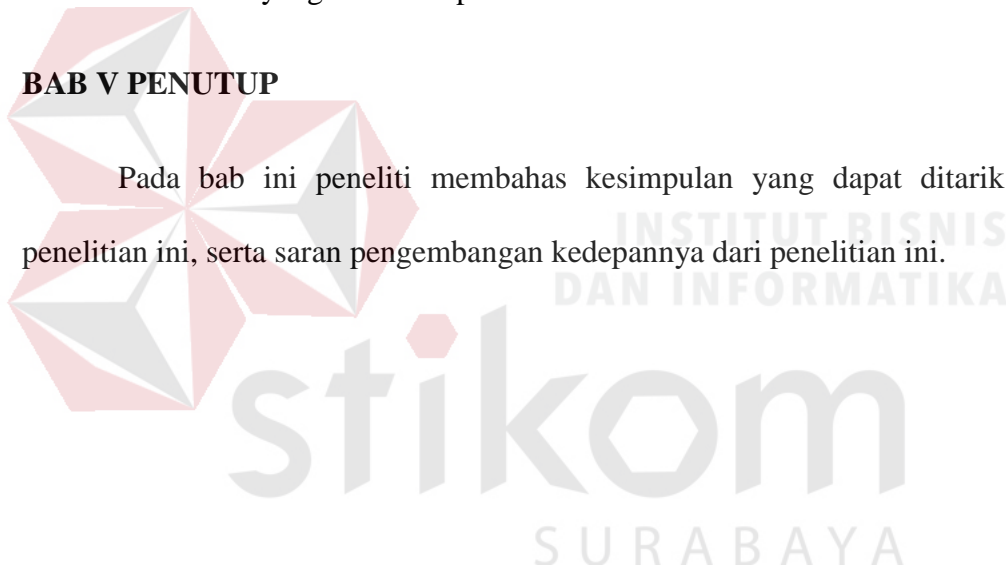 BAB V PENUTUP
Pada bab ini peneliti membahas kesimpulan yang dapat ditarik
penelitian ini, serta saran pengembangan kedepannya dari penelitian ini.
INSTITUT BISNIS
DAN INFORMATIKA
stikom
SURABAYA